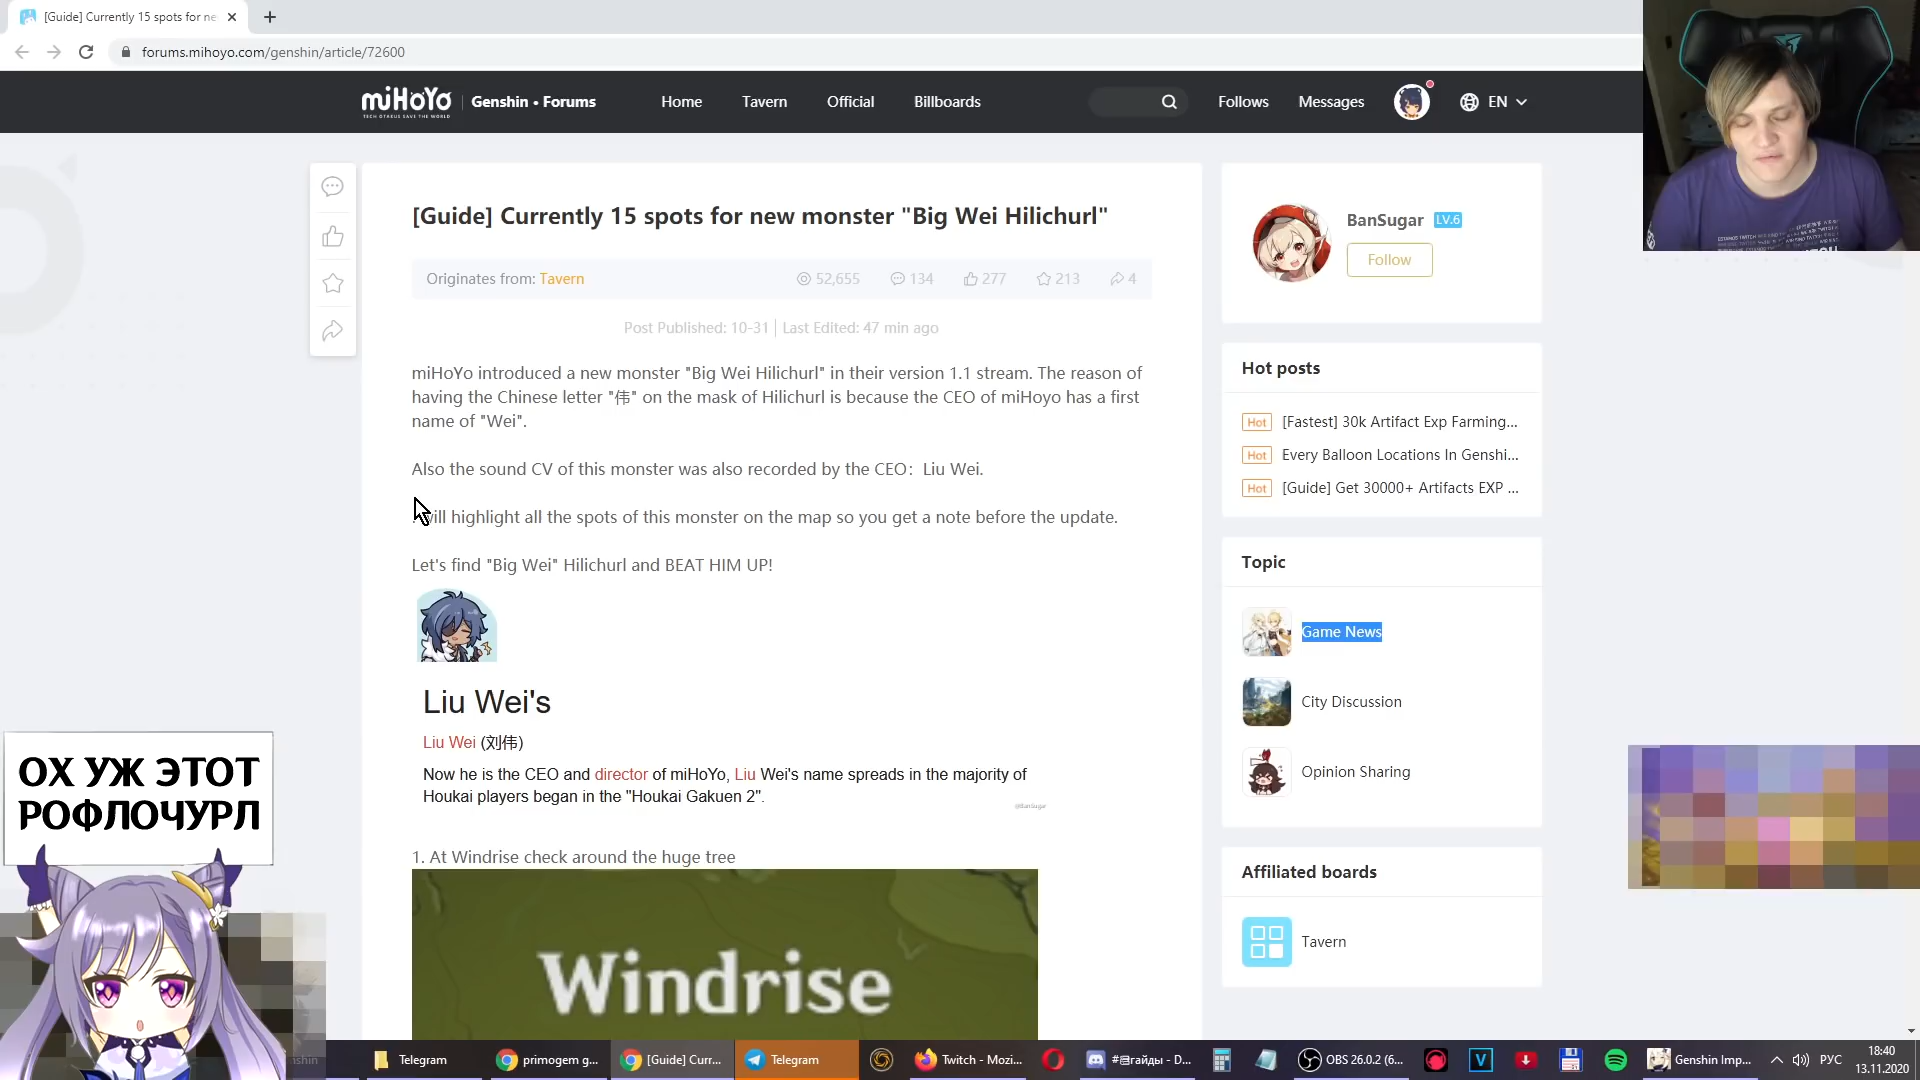 [Guide] Currently 15 spots for ne
forums.mihoyo.com/genshin/article/72600
miHoYo
TECH OTAKUS SAVE THE WORLD
Genshin • Forums
Home
Tavern
Official
Billboards
Follows
Messages
EN
[Guide] Currently 15 spots for new monster "Big Wei Hilichurl"
Originates from: Tavern
52,655
134
277
213
4
Post Published: 10-31 | Last Edited: 47 min ago
miHoYo introduced a new monster "Big Wei Hilichurl" in their version 1.1 stream. The reason of
having the Chinese letter "伟" on the mask of Hilichurl is because the CEO of miHoyo has a first
name of "Wei".
Also the sound CV of this monster was also recorded by the CEO：Liu Wei.
will highlight all the spots of this monster on the map so you get a note before the update.
Let's find "Big Wei" Hilichurl and BEAT HIM UP!
Liu Wei's
Liu Wei (刘伟)
Now he is the CEO and director of miHoYo, Liu Wei's name spreads in the majority of
Houkai players began in the "Houkai Gakuen 2".
@BanSugar
1. At Windrise check around the huge tree
Windrise
BanSugar
LV.6
Follow
Hot posts
Hot [Fastest] 30k Artifact Exp Farming...
Hot Every Balloon Locations In Genshi...
Hot [Guide] Get 30000+ Artifacts EXP ...
Topic
Game News
City Discussion
Opinion Sharing
Affiliated boards
Tavern
ОХ УЖ ЭТОТ
РОФЛОЧУРЛ
Telegram
primogem g...
[Guide] Curr...
Telegram
Twitch - Mozi...
OBS 26.0.2 (6...
Genshin Imp...
РУС
18:40
13.11.2020